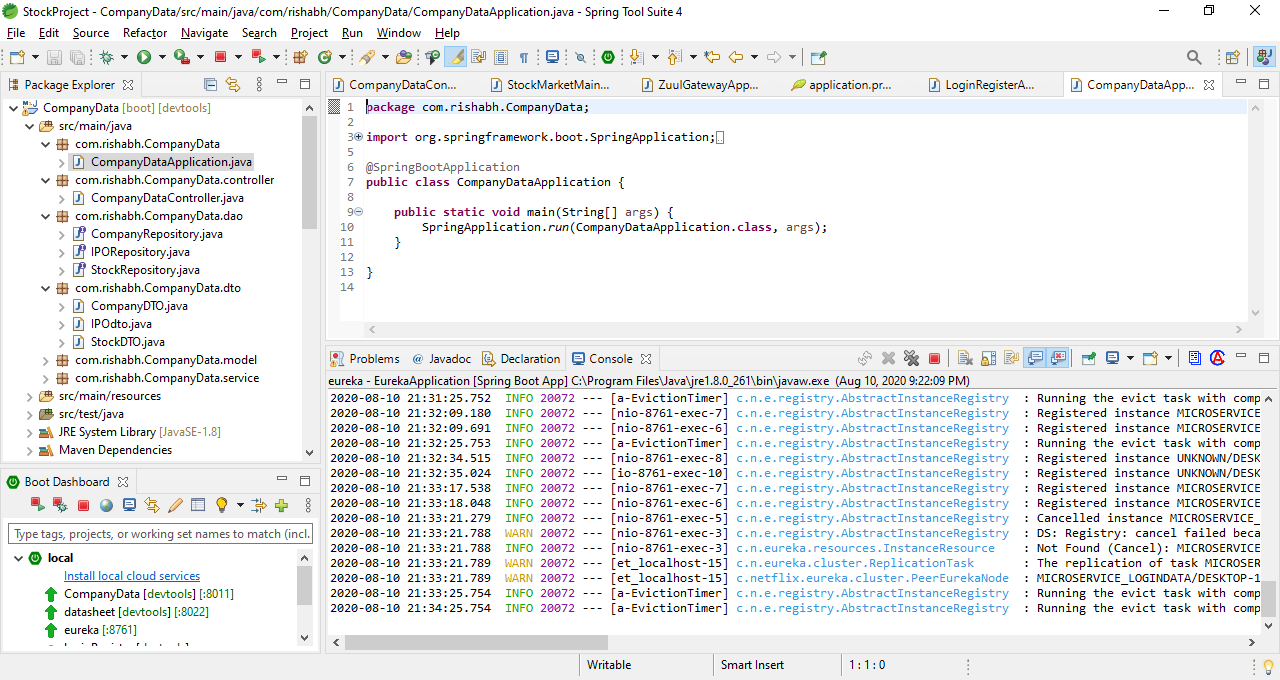 StockProject - CompanyData/src/main/java/com/rishabh/CompanyData/CompanyDataApplication.java - Spring Tool Suite 4
File Edit Source Refactor Navigate Search Project Run Window Help
Package Explorer
CompanyData [boot] [devtools]
src/main/java
com.rishabh.CompanyData
CompanyDataApplication.java
com.rishabh.CompanyData.controller
CompanyDataController.java
com.rishabh.CompanyData.dao
CompanyRepository.java
IPORepository.java
StockRepository.java
com.rishabh.CompanyData.dto
CompanyDTO.java
IPOdto.java
StockDTO.java
com.rishabh.CompanyData.model
com.rishabh.CompanyData.service
src/main/resources
src/test/java
JRE System Library [JavaSE-1.8]
Maven Dependencies
Boot Dashboard
Type tags, projects, or working set names to match (incl.
local
Install local cloud services
CompanyData [devtools] [:8011]
datasheet [devtools] [:8022]
eureka [:8761]
CompanyDataCon... StockMarketMain... ZuulGatewayApp... application.pr... LoginRegisterA... CompanyDataApp...
1 package com.rishabh.CompanyData;
2
3 import org.springframework.boot.SpringApplication;
5
6 @SpringBootApplication
7 public class CompanyDataApplication {
8
9 public static void main(String[] args) {
10 SpringApplication.run(CompanyDataApplication.class, args);
11 }
12
13 }
14
Problems @ Javadoc Declaration Console
eureka - EurekaApplication [Spring Boot App] C:\Program Files\Java\jre1.8.0_261\bin\javaw.exe (Aug 10, 2020 9:22:09 PM)
2020-08-10 21:31:25.752 INFO 20072 --- [a-EvictionTimer] c.n.e.registry.AbstractInstanceRegistry : Running the evict task with comp
2020-08-10 21:32:09.180 INFO 20072 --- [nio-8761-exec-7] c.n.e.registry.AbstractInstanceRegistry : Registered instance MICROSERVICE
2020-08-10 21:32:09.691 INFO 20072 --- [nio-8761-exec-6] c.n.e.registry.AbstractInstanceRegistry : Registered instance MICROSERVICE
2020-08-10 21:32:25.753 INFO 20072 --- [a-EvictionTimer] c.n.e.registry.AbstractInstanceRegistry : Running the evict task with comp
2020-08-10 21:32:34.515 INFO 20072 --- [nio-8761-exec-8] c.n.e.registry.AbstractInstanceRegistry : Registered instance UNKNOWN/DESK
2020-08-10 21:32:35.024 INFO 20072 --- [io-8761-exec-10] c.n.e.registry.AbstractInstanceRegistry : Registered instance UNKNOWN/DESK
2020-08-10 21:33:17.538 INFO 20072 --- [nio-8761-exec-7] c.n.e.registry.AbstractInstanceRegistry : Registered instance MICROSERVICE
2020-08-10 21:33:18.048 INFO 20072 --- [nio-8761-exec-6] c.n.e.registry.AbstractInstanceRegistry : Registered instance MICROSERVICE
2020-08-10 21:33:21.279 INFO 20072 --- [nio-8761-exec-5] c.n.e.registry.AbstractInstanceRegistry : Cancelled instance MICROSERVICE_
2020-08-10 21:33:21.788 WARN 20072 --- [nio-8761-exec-3] c.n.e.registry.AbstractInstanceRegistry : DS: Registry: cancel failed beca
2020-08-10 21:33:21.788 INFO 20072 --- [nio-8761-exec-3] c.n.eureka.resources.InstanceResource : Not Found (Cancel): MICROSERVICE
2020-08-10 21:33:21.789 WARN 20072 --- [et_localhost-15] c.n.eureka.cluster.ReplicationTask : The replication of task MICROSER
2020-08-10 21:33:21.789 WARN 20072 --- [et_localhost-15] c.netflix.eureka.cluster.PeerEurekaNode : MICROSERVICE_LOGINDATA/DESKTOP-1
2020-08-10 21:33:25.754 INFO 20072 --- [a-EvictionTimer] c.n.e.registry.AbstractInstanceRegistry : Running the evict task with comp
2020-08-10 21:34:25.754 INFO 20072 --- [a-EvictionTimer] c.n.e.registry.AbstractInstanceRegistry : Running the evict task with comp
Writable Smart Insert 1 : 1 : 0